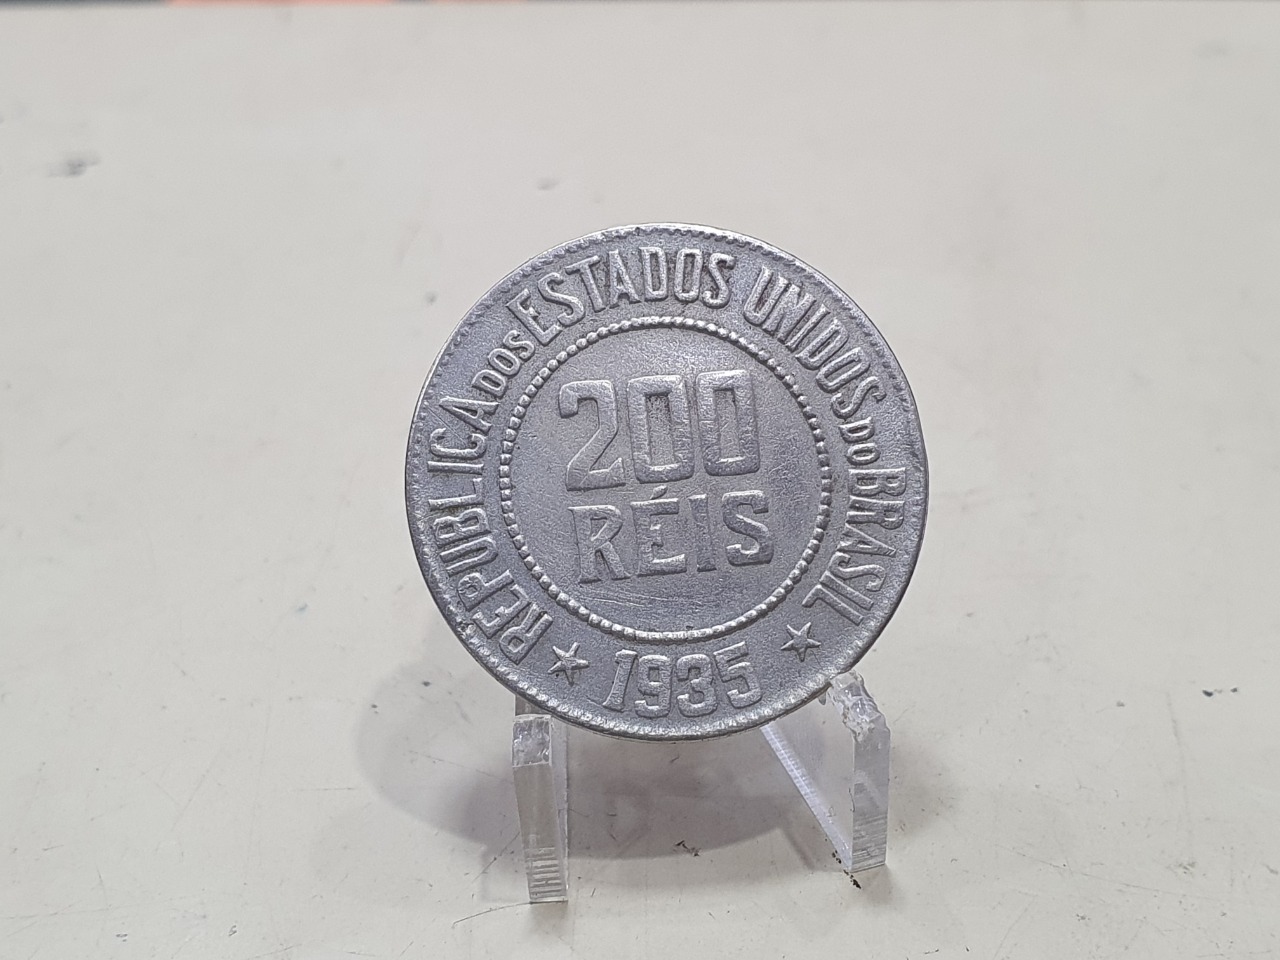 REPUBLICA DOS ESTADOS UNIDOS DO BRASIL
200
RÉIS
★ 1935 ★